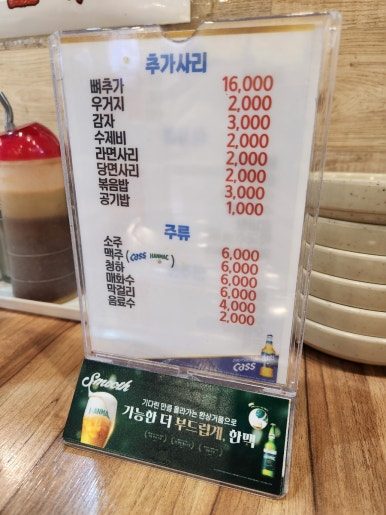 추가사리
뼈추가 16,000
우거지 2,000
감자 3,000
수제비 2,000
라면사리 2,000
당면사리 2,000
볶음밥 3,000
공기밥 1,000
주류
소주 6,000
맥주 (Cass HANMAC) 6,000
청하 6,000
매화수 6,000
막걸리 4,000
음료수 2,000
Cass
Smooth
기다린 만큼 올라가는 환상거품으로
가능한 더 부드럽게, 한맥
HANMAC